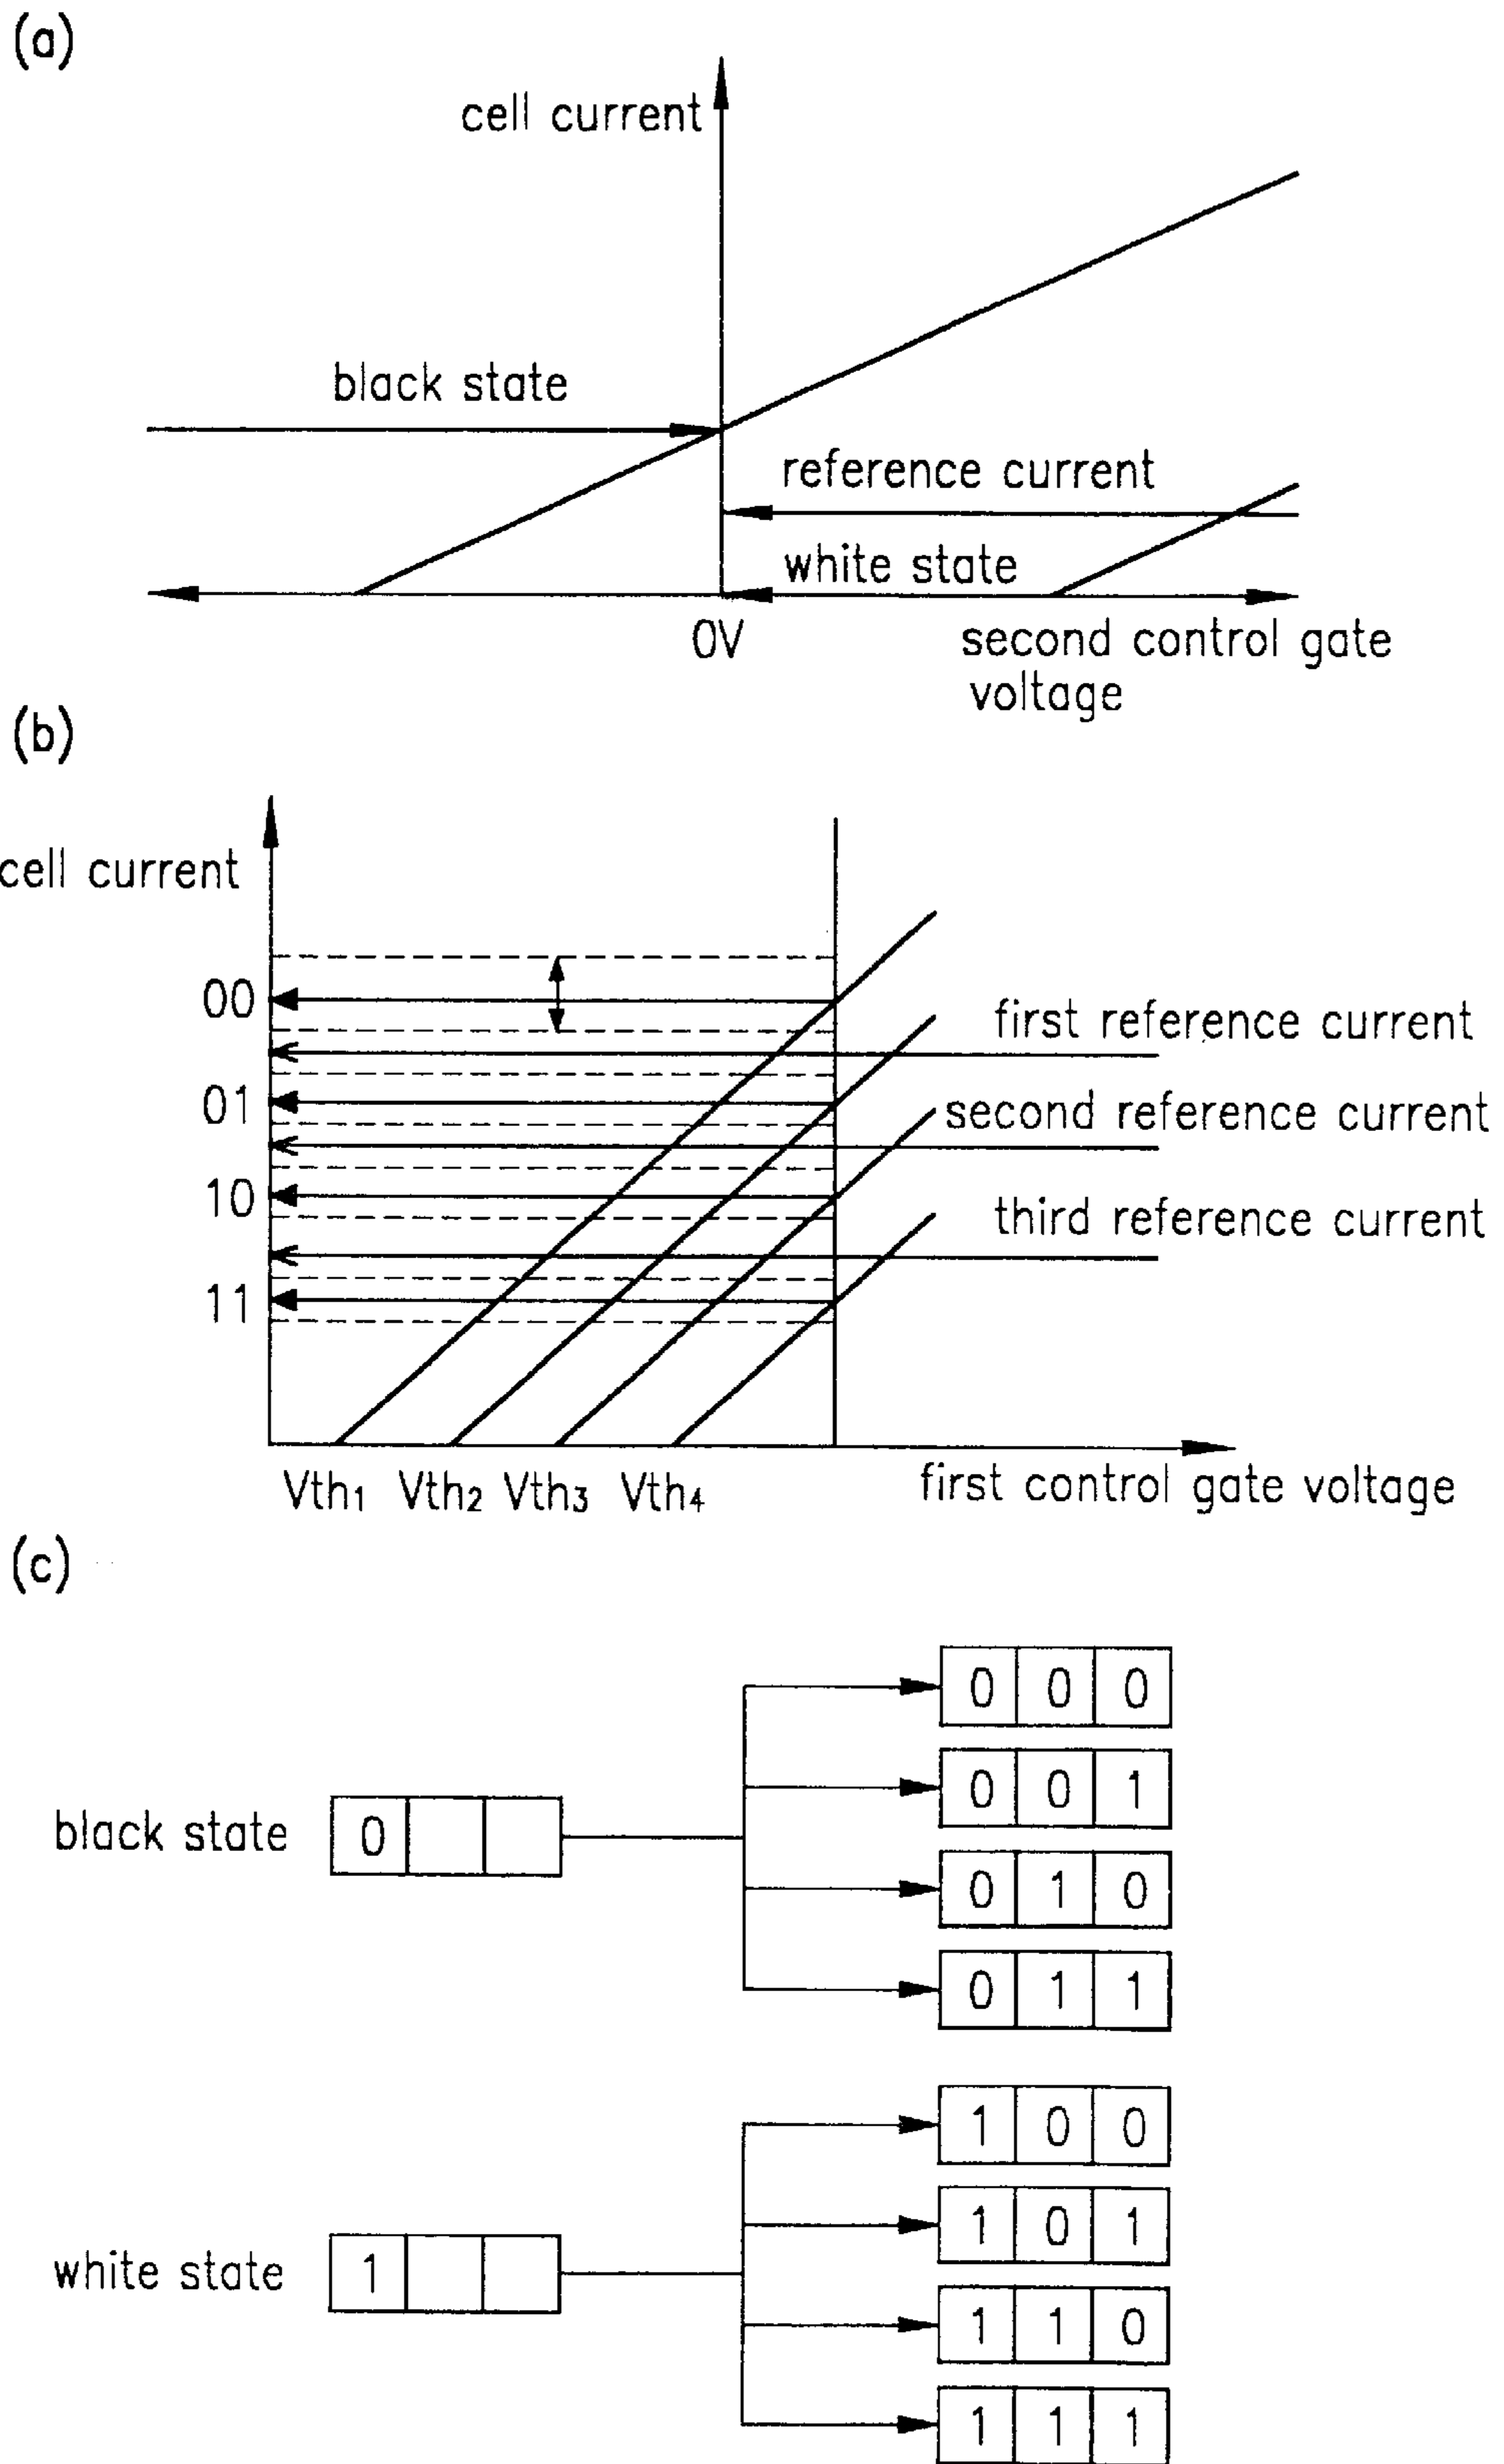 (a)
cell current
black state
reference current
white state
0V
second control gate
voltage
(b)
cell current
00
first reference current
01
second reference current
10
third reference current
11
Vth1 Vth2 Vth3 Vth4
first control gate voltage
(c)
0 0 0
0 0 1
black state 0
0 1 0
0 1 1
1 0 0
1 0 1
white state 1
1 1 0
1 1 1